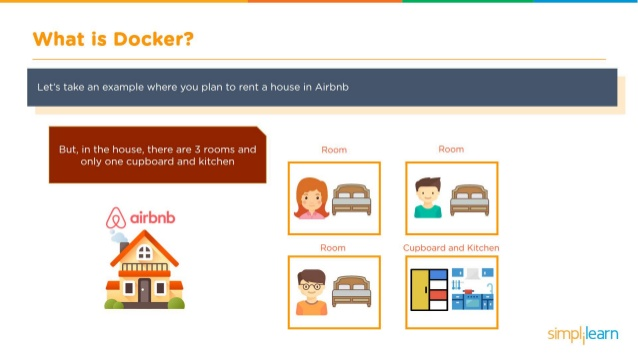 What is Docker?
Let's take an example where you plan to rent a house in Airbnb
But, in the house, there are 3 rooms and
only one cupboard and kitchen
airbnb
Room
Room
Room
Cupboard and Kitchen
simplilearn